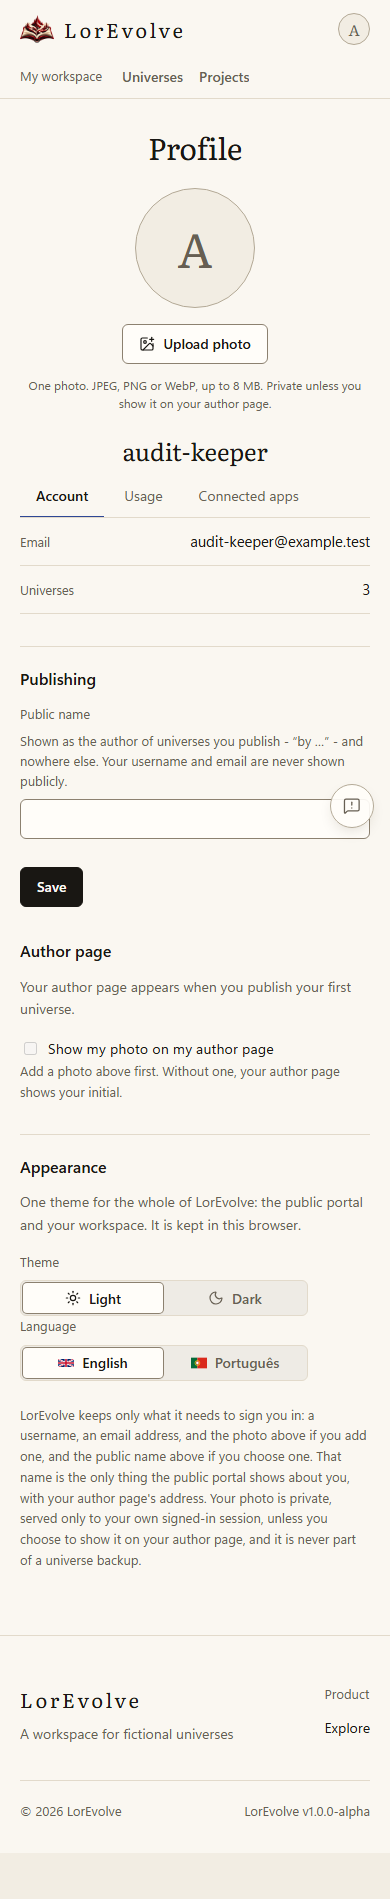 LorEvolve
A
My workspace Universes Projects
Profile
A
Upload photo
One photo. JPEG, PNG or WebP, up to 8 MB. Private unless you
show it on your author page.
audit-keeper
Account Usage Connected apps
Email audit-keeper@example.test
Universes 3
Publishing
Public name
Shown as the author of universes you publish - “by ...” - and
nowhere else. Your username and email are never shown
publicly.
Save
Author page
Your author page appears when you publish your first
universe.
Show my photo on my author page
Add a photo above first. Without one, your author page
shows your initial.
Appearance
One theme for the whole of LorEvolve: the public portal
and your workspace. It is kept in this browser.
Theme
Light Dark
Language
English Português
LorEvolve keeps only what it needs to sign you in: a
username, an email address, and the photo above if you add
one, and the public name above if you choose one. That
name is the only thing the public portal shows about you,
with your author page's address. Your photo is private,
served only to your own signed-in session, unless you
choose to show it on your author page, and it is never part
of a universe backup.
LorEvolve
Product
A workspace for fictional universes
Explore
© 2026 LorEvolve LorEvolve v1.0.0-alpha